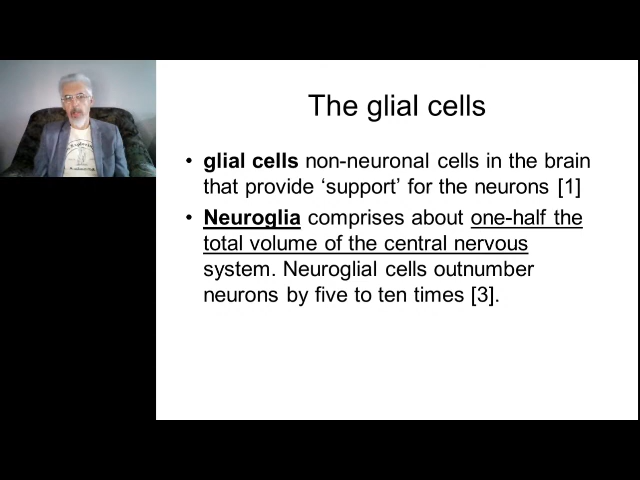 The glial cells
• glial cells non-neuronal cells in the brain
that provide ‘support’ for the neurons [1]
• Neuroglia comprises about one-half the
total volume of the central nervous
system. Neuroglial cells outnumber
neurons by five to ten times [3].